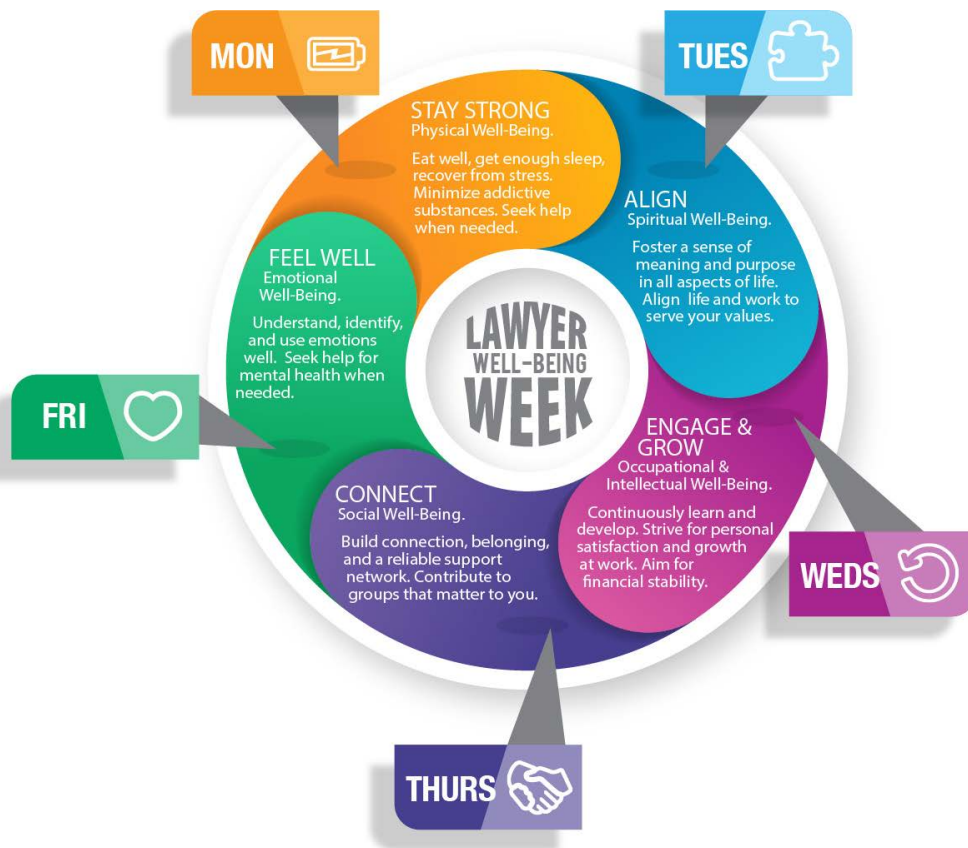 MON
STAY STRONG
Physical Well-Being.
Eat well, get enough sleep,
recover from stress.
Minimize addictive
substances. Seek help
when needed.
TUES
ALIGN
Spiritual Well-Being.
Foster a sense of
meaning and purpose
in all aspects of life.
Align life and work to
serve your values.
WEDS
ENGAGE &
GROW
Occupational &
Intellectual Well-Being.
Continuously learn and
develop. Strive for personal
satisfaction and growth
at work. Aim for
financial stability.
THURS
CONNECT
Social Well-Being.
Build connection, belonging,
and a reliable support
network. Contribute to
groups that matter to you.
FRI
FEEL WELL
Emotional
Well-Being.
Understand, identify,
and use emotions
well. Seek help for
mental health when
needed.
LAWYER
WELL-BEING
WEEK